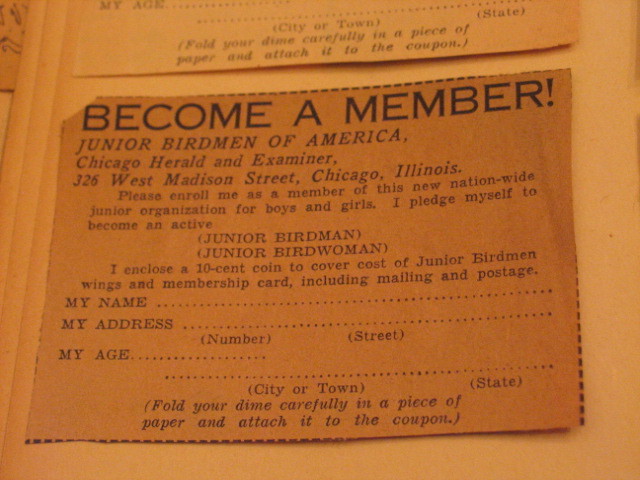 MY AGE....................
(City or Town) (State)
(Fold your dime carefully in a piece of
paper and attach it to the coupon.)
BECOME A MEMBER!
JUNIOR BIRDMEN OF AMERICA,
Chicago Herald and Examiner,
326 West Madison Street, Chicago, Illinois.
Please enroll me as a member of this new nation-wide
junior organization for boys and girls. I pledge myself to
become an active
(JUNIOR BIRDMAN)
(JUNIOR BIRDWOMAN)
I enclose a 10-cent coin to cover cost of Junior Birdmen
wings and membership card, including mailing and postage.
MY NAME ....................
MY ADDRESS ....................
(Number) (Street)
MY AGE....................
(City or Town) (State)
(Fold your dime carefully in a piece of
paper and attach it to the coupon.)